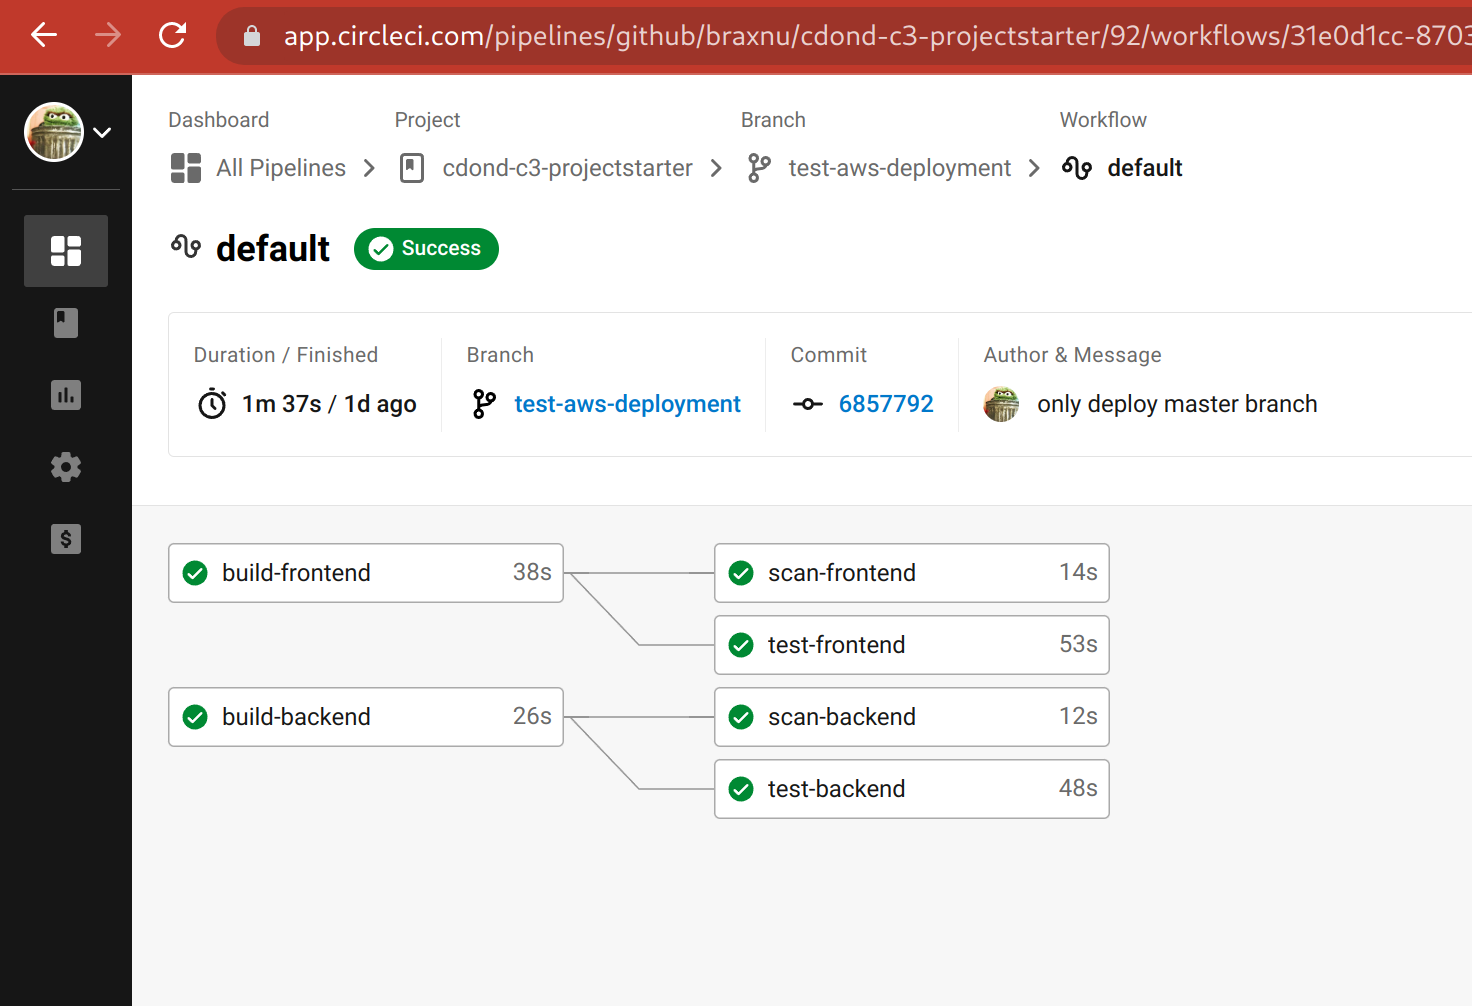 app.circleci.com/pipelines/github/braxnu/cdond-c3-projectstarter/92/workflows/31e0d1cc-8703
Dashboard Project Branch Workflow
All Pipelines cdond-c3-projectstarter test-aws-deployment default
default Success
Duration / Finished Branch Commit Author & Message
1m 37s / 1d ago test-aws-deployment 6857792 only deploy master branch
build-frontend 38s scan-frontend 14s
test-frontend 53s
build-backend 26s scan-backend 12s
test-backend 48s